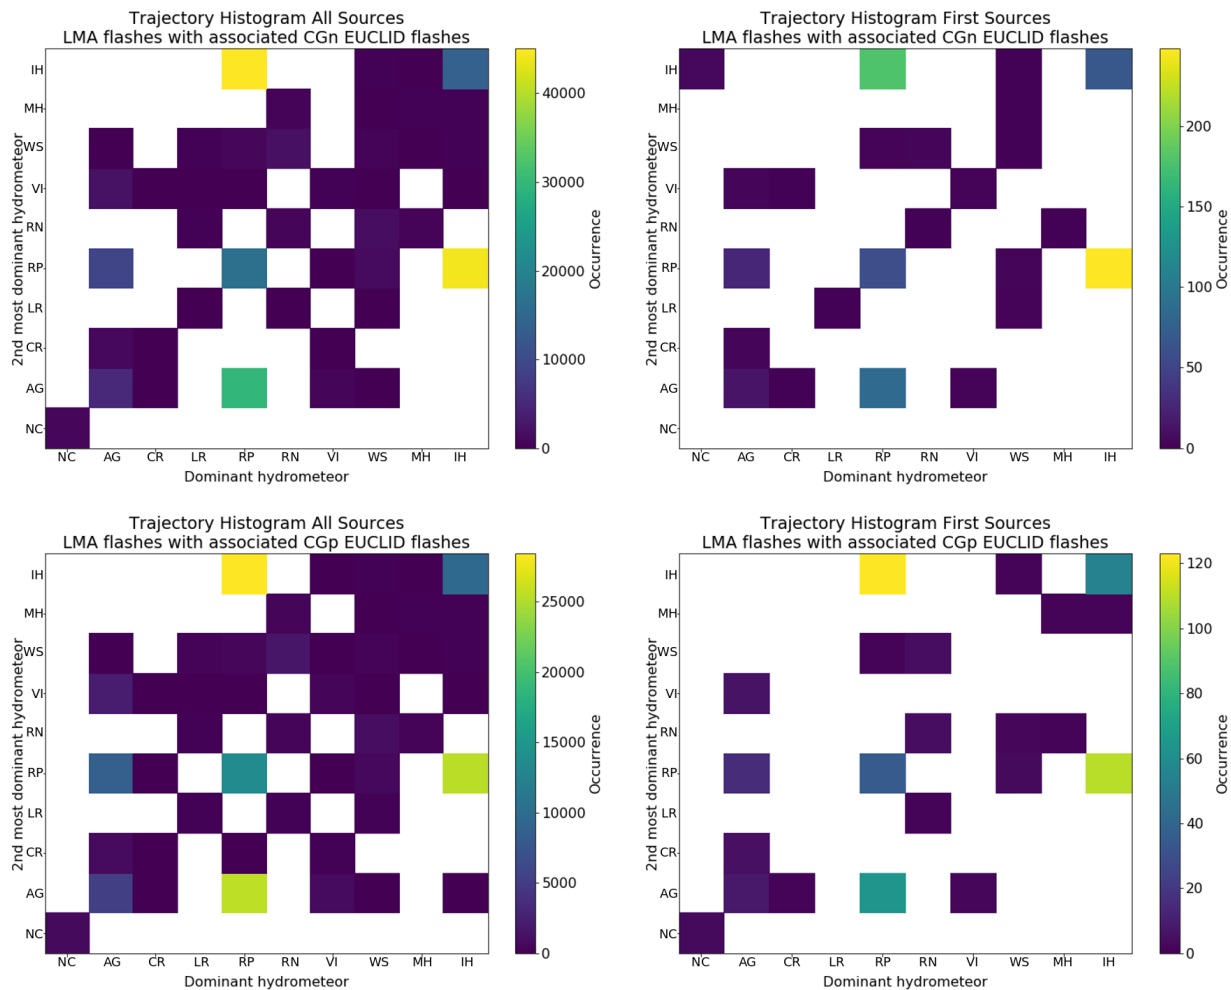 Trajectory Histogram All Sources
LMA flashes with associated CGn EUCLID flashes
2nd most dominant hydrometeor
IH
MH
WS
VI
RN
RP
LR
CR
AG
NC
NC AG CR LR RP RN VI WS MH IH
Dominant hydrometeor
40000
30000
20000
10000
0
Occurrence
Trajectory Histogram First Sources
LMA flashes with associated CGn EUCLID flashes
2nd most dominant hydrometeor
IH
MH
WS
VI
RN
RP
LR
CR
AG
NC
NC AG CR LR RP RN VI WS MH IH
Dominant hydrometeor
200
150
100
50
0
Occurrence
Trajectory Histogram All Sources
LMA flashes with associated CGp EUCLID flashes
2nd most dominant hydrometeor
IH
MH
WS
VI
RN
RP
LR
CR
AG
NC
NC AG CR LR RP RN VI WS MH IH
Dominant hydrometeor
25000
20000
15000
10000
5000
0
Occurrence
Trajectory Histogram First Sources
LMA flashes with associated CGp EUCLID flashes
2nd most dominant hydrometeor
IH
MH
WS
VI
RN
RP
LR
CR
AG
NC
NC AG CR LR RP RN VI WS MH IH
Dominant hydrometeor
120
100
80
60
40
20
0
Occurrence